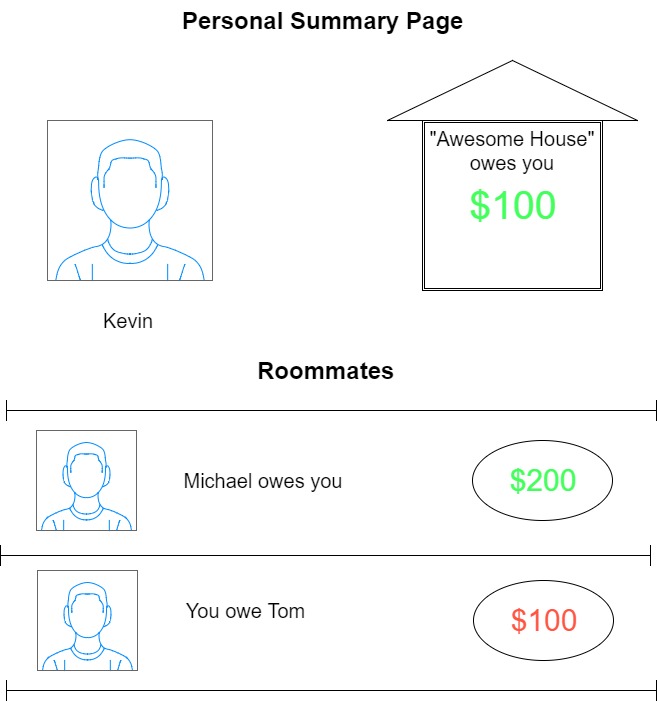 Personal Summary Page
"Awesome House"
owes you
$100
Kevin
Roommates
Michael owes you
$200
You owe Tom
$100